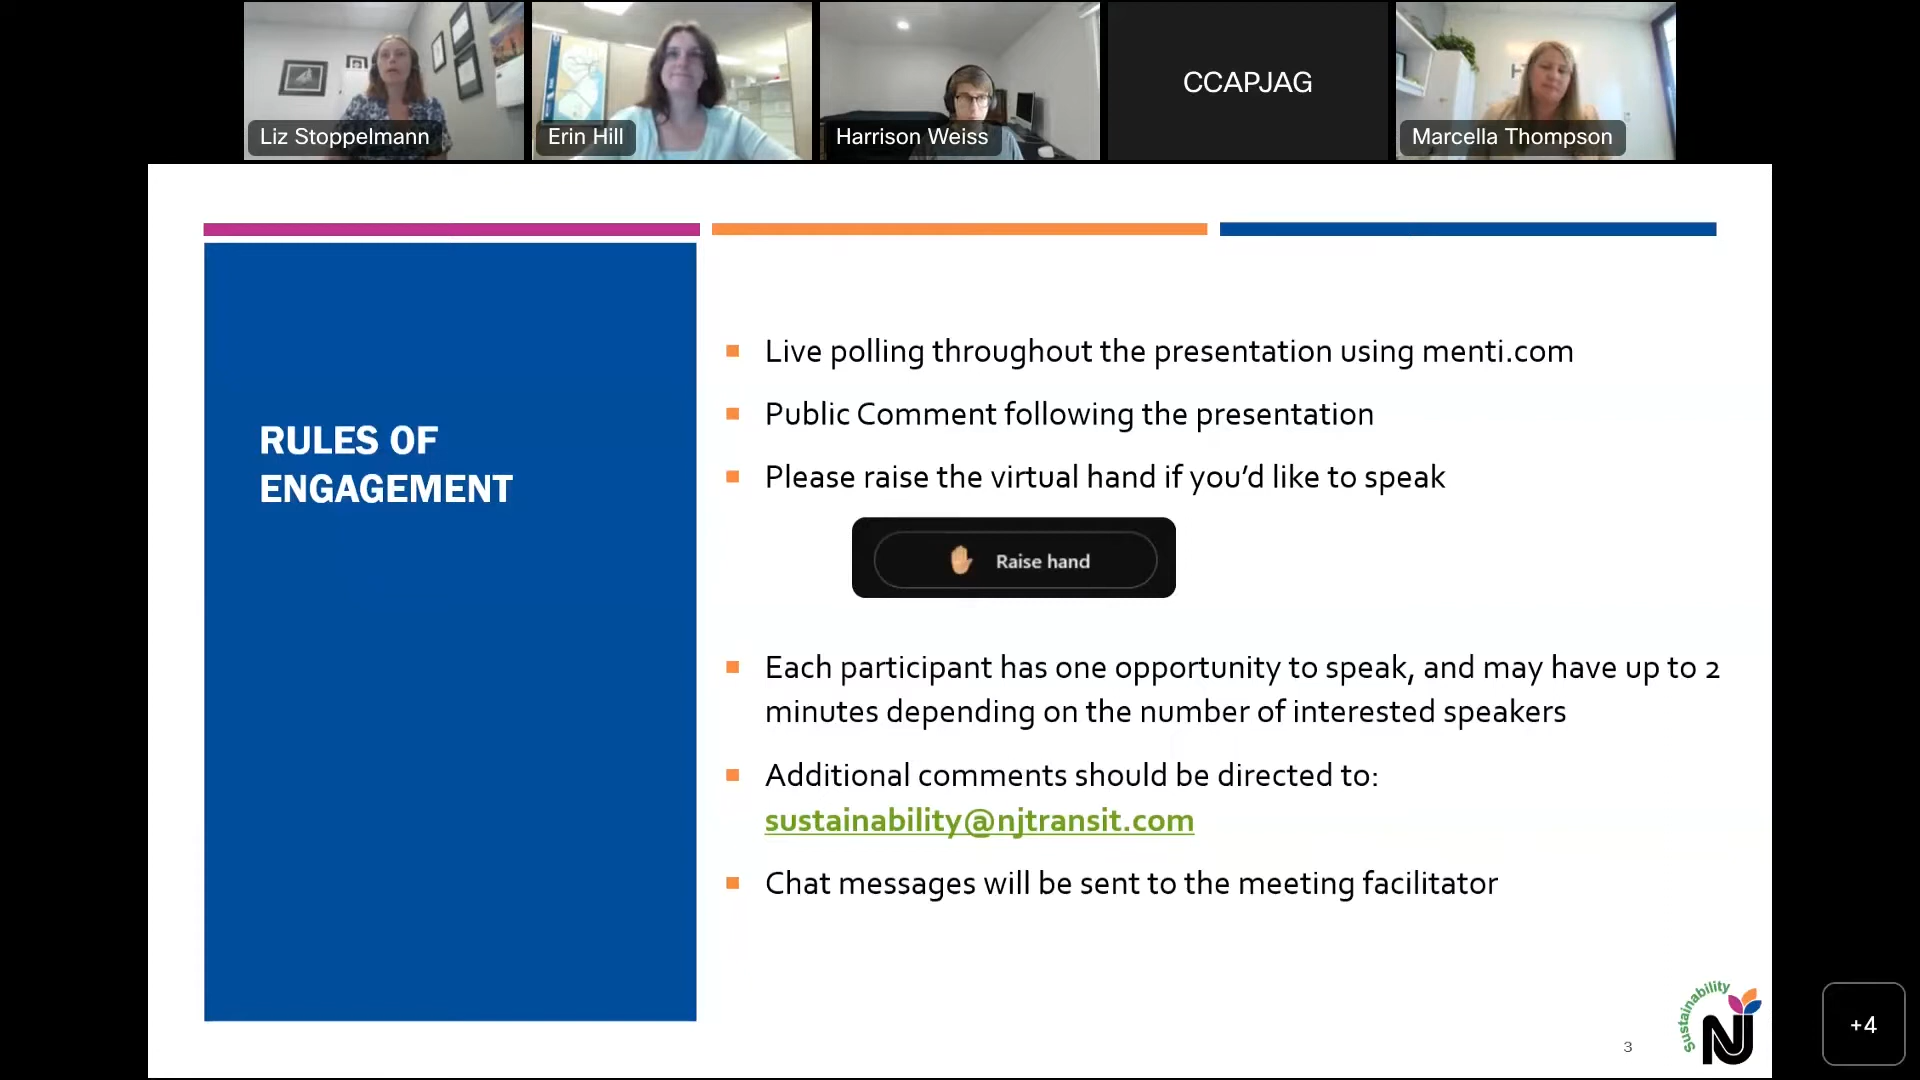 Liz Stoppelmann
Erin Hill
Harrison Weiss
CCAPJAG
Marcella Thompson
RULES OF
ENGAGEMENT
Live polling throughout the presentation using menti.com
Public Comment following the presentation
Please raise the virtual hand if you’d like to speak
Raise hand
Each participant has one opportunity to speak, and may have up to 2
minutes depending on the number of interested speakers
Additional comments should be directed to:
sustainability@njtransit.com
Chat messages will be sent to the meeting facilitator
3
Sustainability
NJ
+4